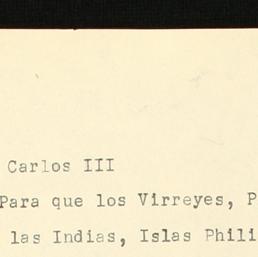 Carlos III
Para que los Virreyes, P
las Indias, Islas Phili